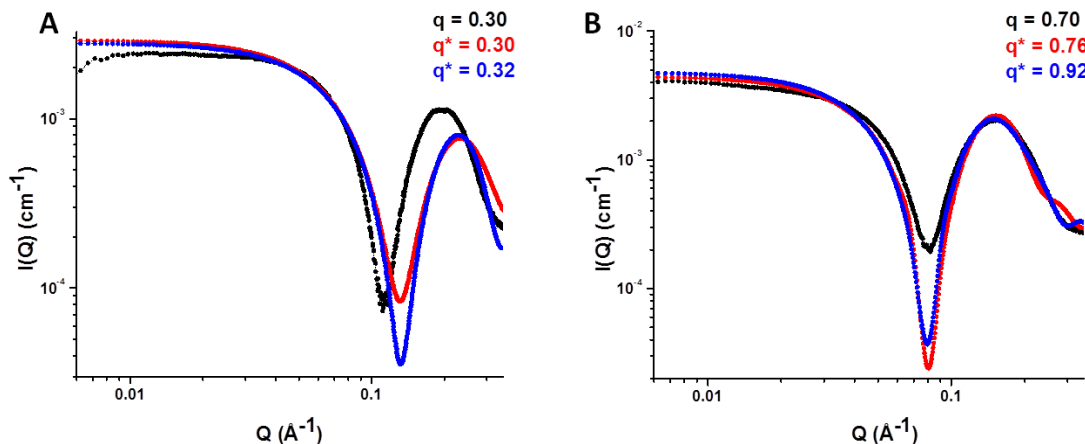 A
q = 0.30
q* = 0.30
q* = 0.32
10⁻³
10⁻⁴
I(Q) (cm⁻¹)
0.01
0.1
Q (Å⁻¹)
B
q = 0.70
q* = 0.76
q* = 0.92
10⁻²
10⁻³
10⁻⁴
I(Q) (cm⁻¹)
0.01
0.1
Q (Å⁻¹)